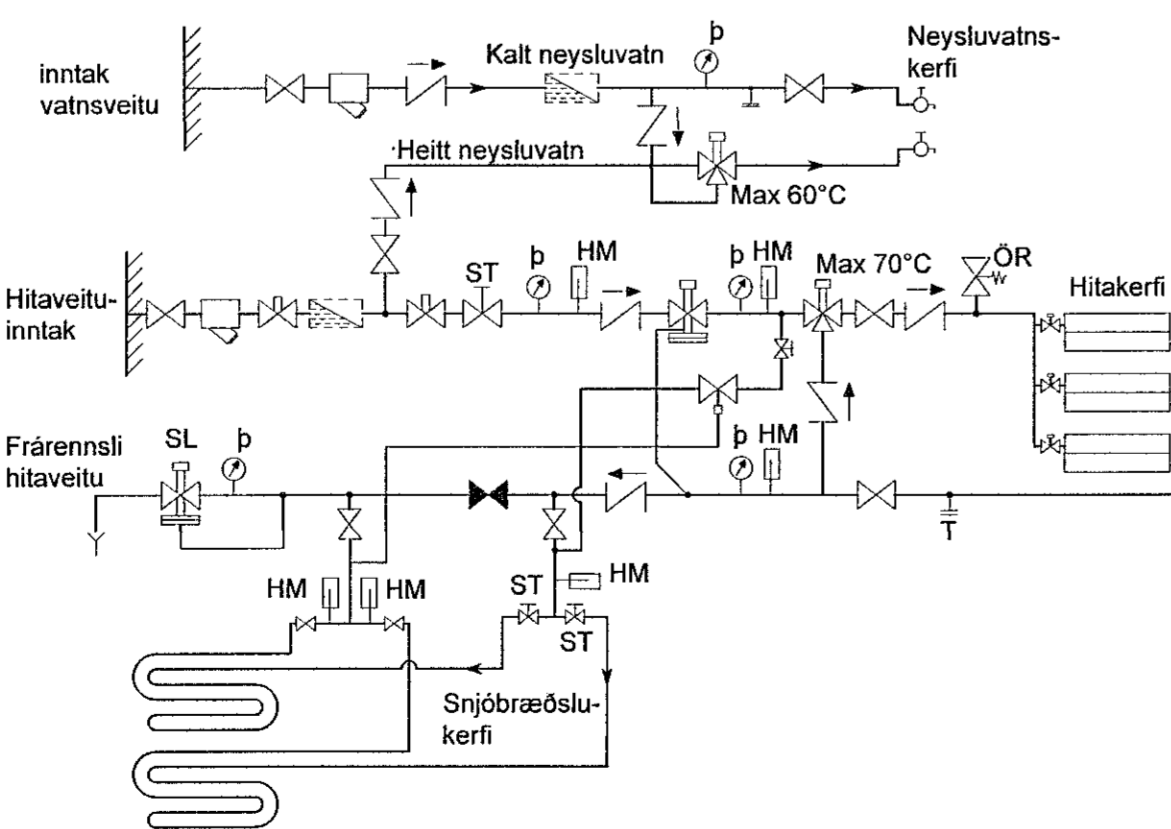 inntak
vatnsveitu
Kalt neysluvatn
þ
Neysluvatns-
kerfi
Heitt neysluvatn
Max 60°C
Hitaveitu-
inntak
ST
þ
HM
þ
HM
Max 70°C
ÖR
Hitakerfi
Frárennsli
hitaveitu
SL
þ
þ
HM
HM
HM
ST
HM
ST
Snjóbræðslu-
kerfi